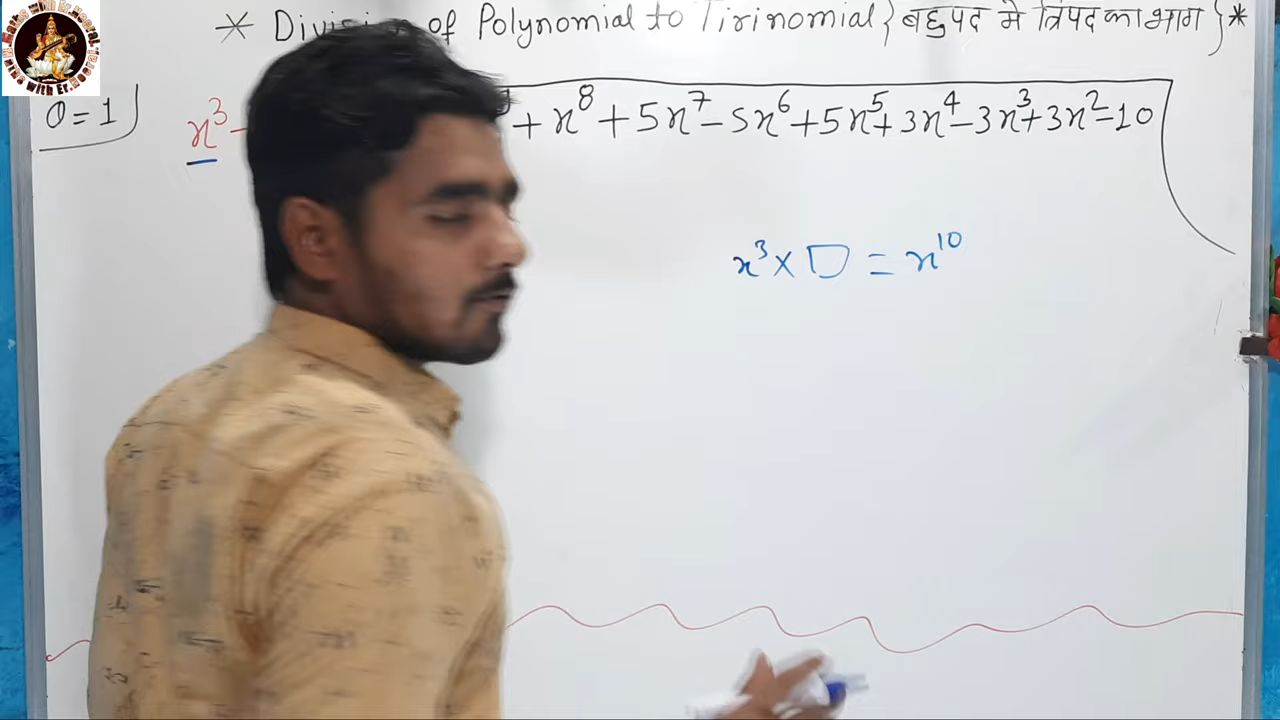 * Division of Polynomial to Tirinomial { बहुपद मे त्रिपद का भाग } *
Q = 1
x³ - + x⁸ + 5x⁷ - 5x⁶ + 5x⁵ + 3x⁴ - 3x³ + 3x² - 10
x³ × □ = x¹⁰